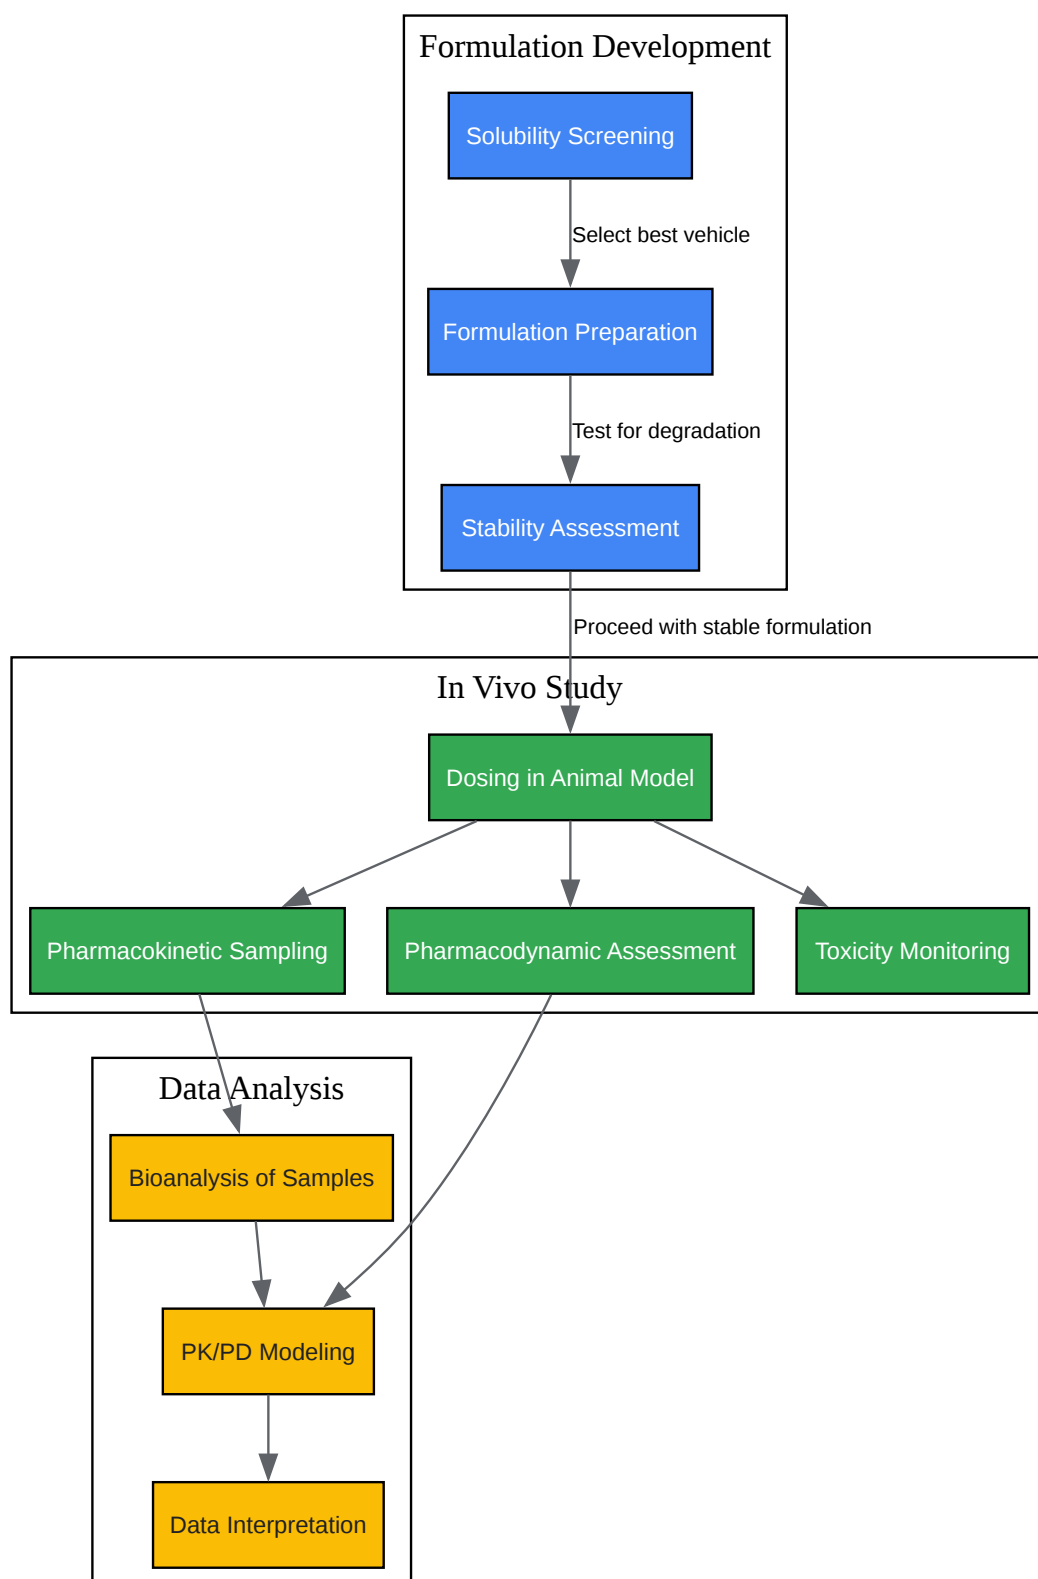 Formulation Development
Solubility Screening
Select best vehicle
Formulation Preparation
Test for degradation
Stability Assessment
Proceed with stable formulation
In Vivo Study
Dosing in Animal Model
Pharmacokinetic Sampling
Pharmacodynamic Assessment
Toxicity Monitoring
Data Analysis
Bioanalysis of Samples
PK/PD Modeling
Data Interpretation